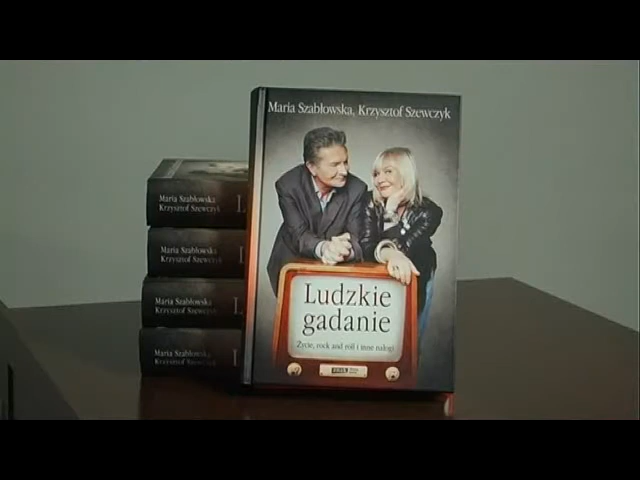 Maria Szabłowska, Krzysztof Szewczyk
Ludzkie
gadanie
Życie, rock and roll i inne nałogi
Maria Szabłowska
Krzysztof Szewczyk
L
Maria Szabłowska
Krzysztof Szewczyk
Maria Szabłowska
Krzysztof Szewczyk
L
Maria Szabłowska
Krzysztof Szewczyk
L